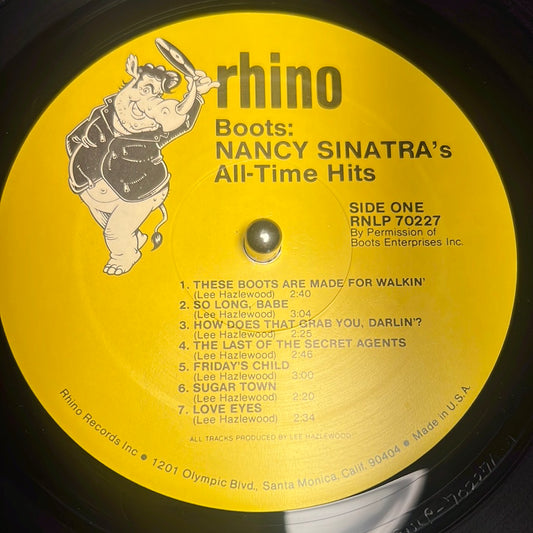 rhino
Boots:
NANCY SINATRA's
All-Time Hits
SIDE ONE
RNLP 70227
By Permission of
Boots Enterprises Inc.
1. THESE BOOTS ARE MADE FOR WALKIN'
(Lee Hazlewood) 2:40
2. SO LONG, BABE
(Lee Hazlewood) 3:04
3. HOW DOES THAT GRAB YOU, DARLIN'?
(Lee Hazlewood) 2:25
4. THE LAST OF THE SECRET AGENTS
(Lee Hazlewood) 2:46
5. FRIDAY'S CHILD
(Lee Hazlewood) 3:00
6. SUGAR TOWN
(Lee Hazlewood) 2:20
7. LOVE EYES
(Lee Hazlewood) 2:34
ALL TRACKS PRODUCED BY LEE HAZLEWOOD
Rhino Records Inc • 1201 Olympic Blvd., Santa Monica, Calif. 90404 • Made in U.S.A.